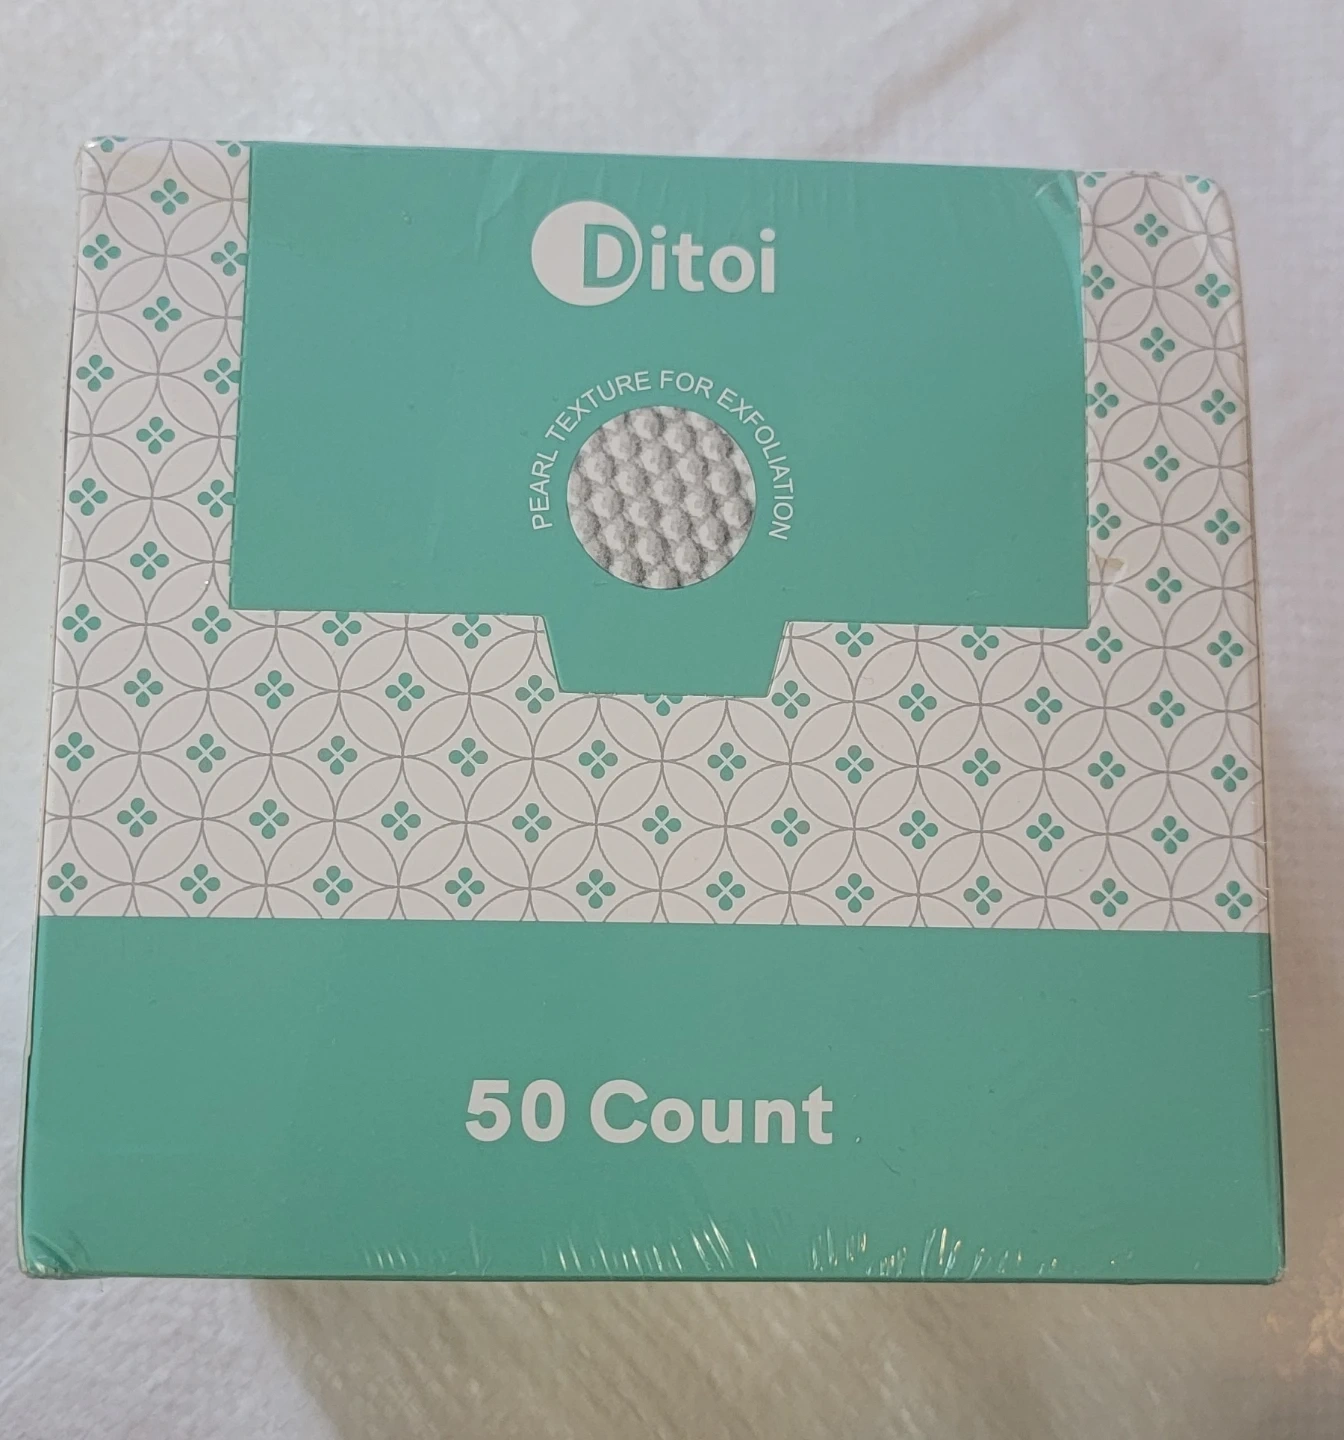 Ditoi
PEARL TEXTURE FOR EXFOLIATION
50 Count